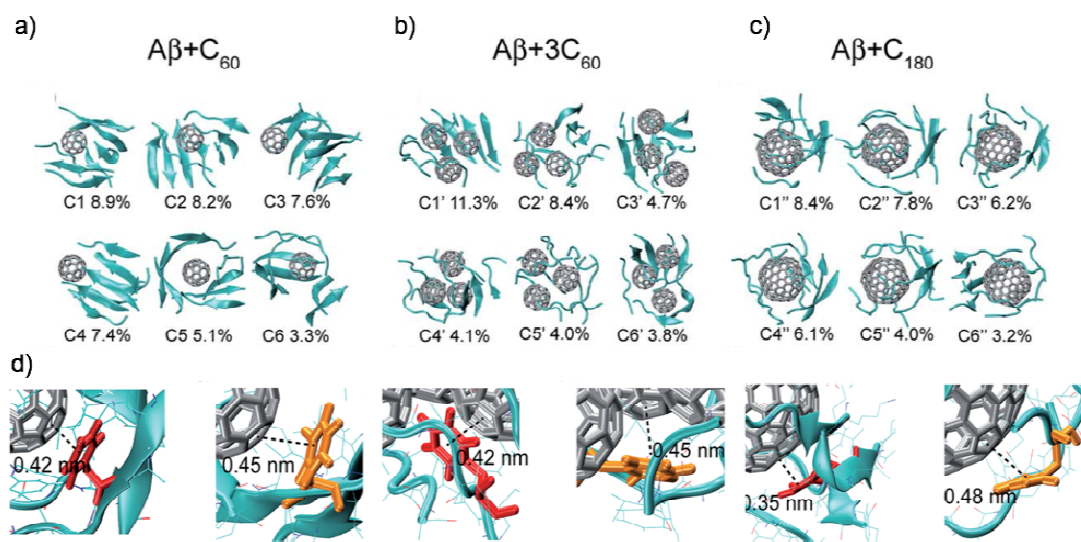 a)
b)
c)
Aβ+C60
Aβ+3C60
Aβ+C180
C1 8.9% C2 8.2% C3 7.6%
C1' 11.3% C2' 8.4% C3' 4.7%
C1'' 8.4% C2'' 7.8% C3'' 6.2%
C4 7.4% C5 5.1% C6 3.3%
C4' 4.1% C5' 4.0% C6' 3.8%
C4'' 6.1% C5'' 4.0% C6'' 3.2%
d)
0.42 nm
0.45 nm
0.42 nm
0.45 nm
0.35 nm
0.48 nm